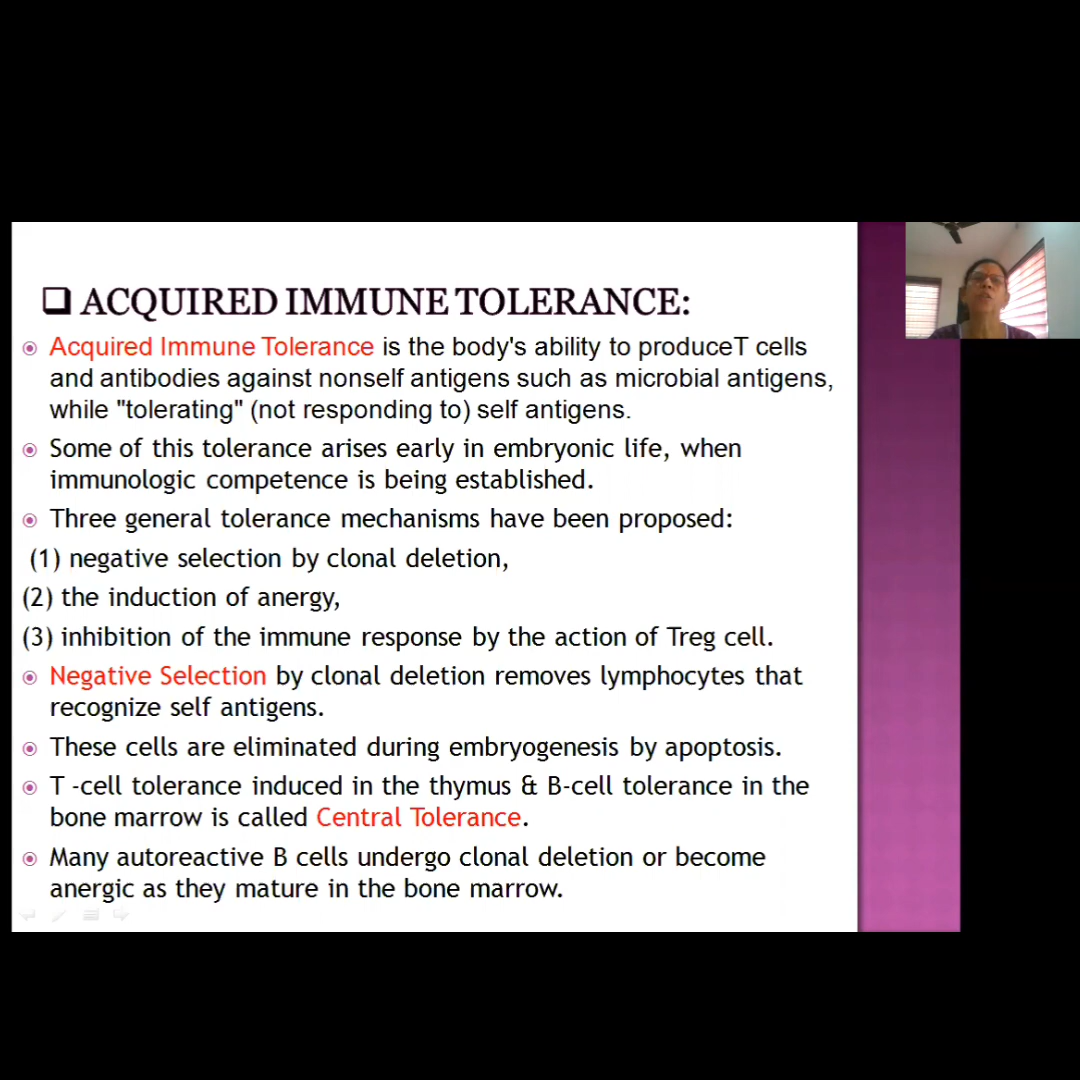 ❑ ACQUIRED IMMUNE TOLERANCE:
Acquired Immune Tolerance is the body's ability to produceT cells
and antibodies against nonself antigens such as microbial antigens,
while "tolerating" (not responding to) self antigens.
Some of this tolerance arises early in embryonic life, when
immunologic competence is being established.
Three general tolerance mechanisms have been proposed:
(1) negative selection by clonal deletion,
(2) the induction of anergy,
(3) inhibition of the immune response by the action of Treg cell.
Negative Selection by clonal deletion removes lymphocytes that
recognize self antigens.
These cells are eliminated during embryogenesis by apoptosis.
T -cell tolerance induced in the thymus & B-cell tolerance in the
bone marrow is called Central Tolerance.
Many autoreactive B cells undergo clonal deletion or become
anergic as they mature in the bone marrow.